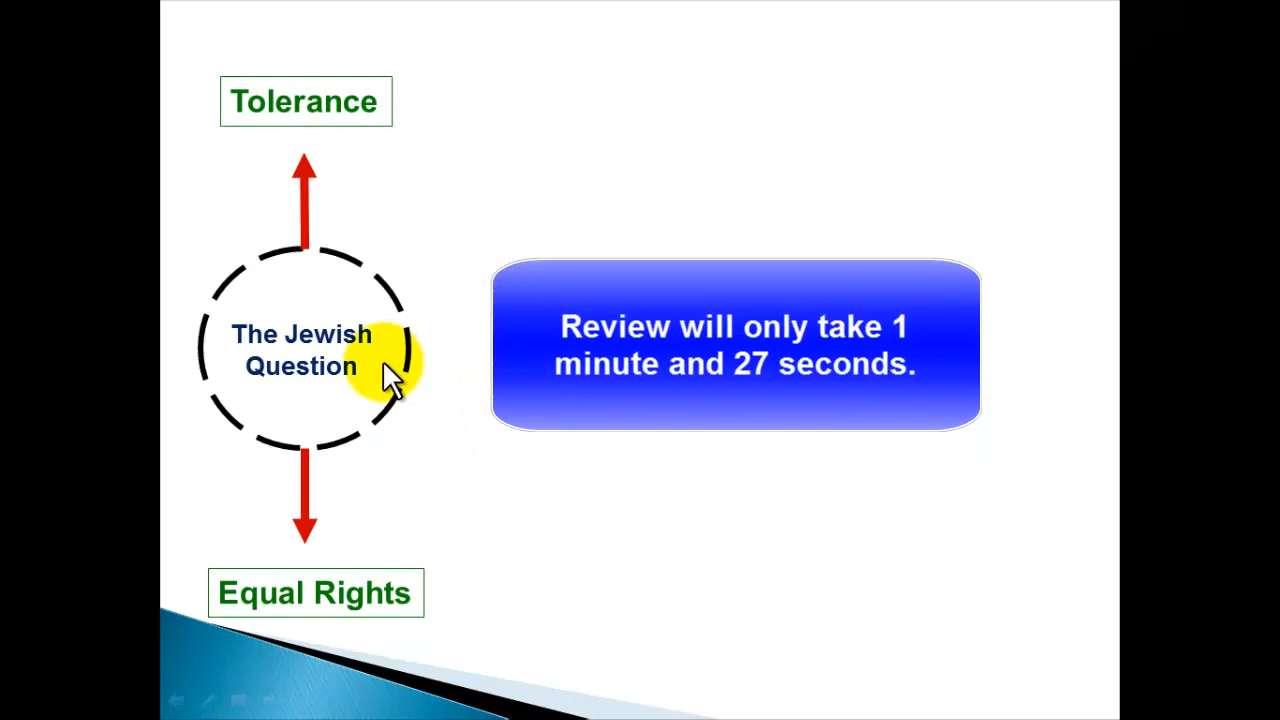 Tolerance
The Jewish
Question
Review will only take 1
minute and 27 seconds.
Equal Rights